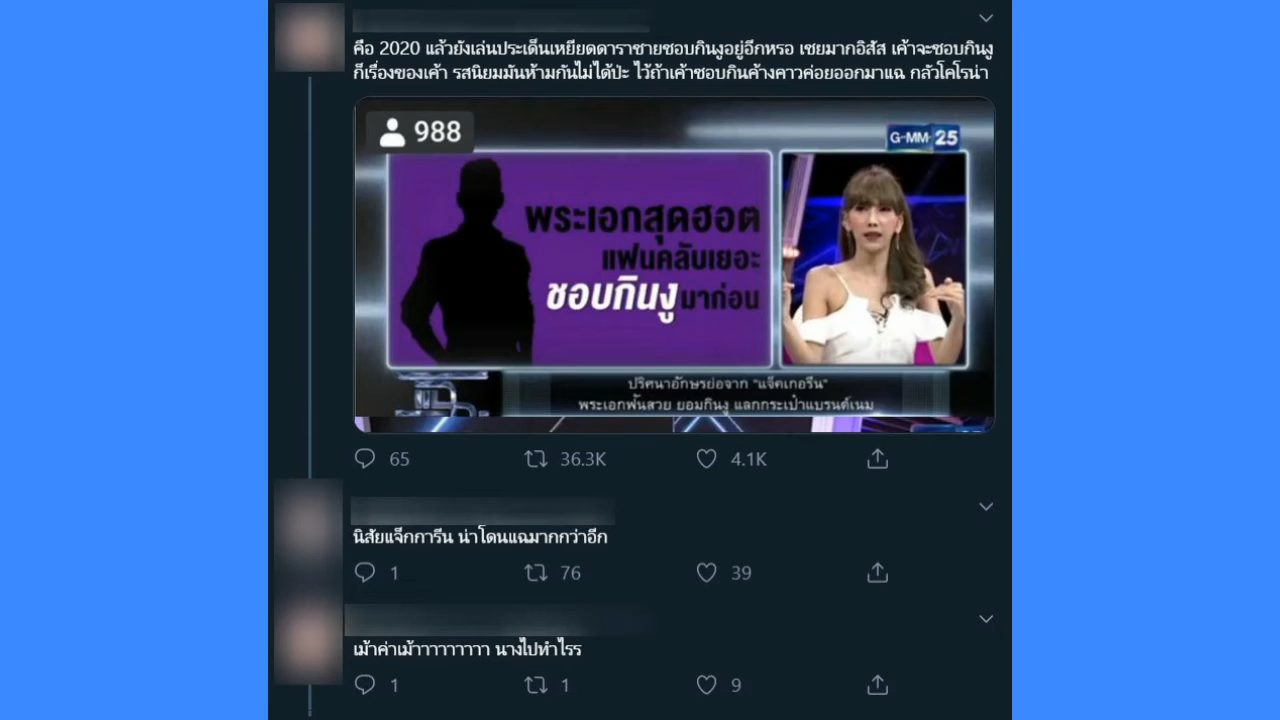 คือ 2020 แล้วยังเล่นประเด็นเหยียดดาราชายชอบกินงูอยู่อีกหรอ เชยมากอิสัส เค้าจะชอบกินงู
ก็เรื่องของเค้า รสนิยมมันห้ามกันไม่ได้ป่ะ ไว้ถ้าเค้าชอบกินค้างคาวค่อยออกมาแฉ กลัวโคโรน่า
988
G-MM 25
พระเอกสุดฮอต
แฟนคลับเยอะ
ชอบกินงูมาก่อน
ปริศนาอักษรย่อจาก "แจ็คเกอรีน"
พระเอกฟันสวย ยอมกินงู แลกกระเป๋าแบรนด์เนม
65 36.3K 4.1K
นิสัยแจ็กการีน น่าโดนแฉมากกว่าอีก
1 76 39
เม้าค่าเม้าาาาาาาาา นางไปทำไรร
1 1 9